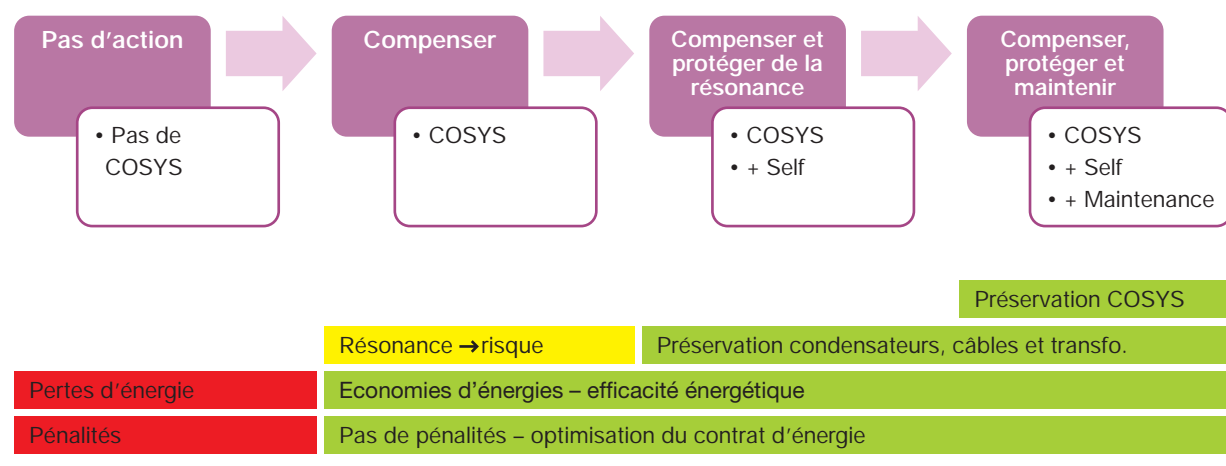 Pas d'action
• Pas de
COSYS
Compenser
• COSYS
Compenser et
protéger de la
résonance
• COSYS
• + Self
Compenser,
protéger et
maintenir
• COSYS
• + Self
• + Maintenance
Préservation COSYS
Résonance ➔risque
Préservation condensateurs, câbles et transfo.
Pertes d'énergie
Economies d'énergies – efficacité énergétique
Pénalités
Pas de pénalités – optimisation du contrat d'énergie